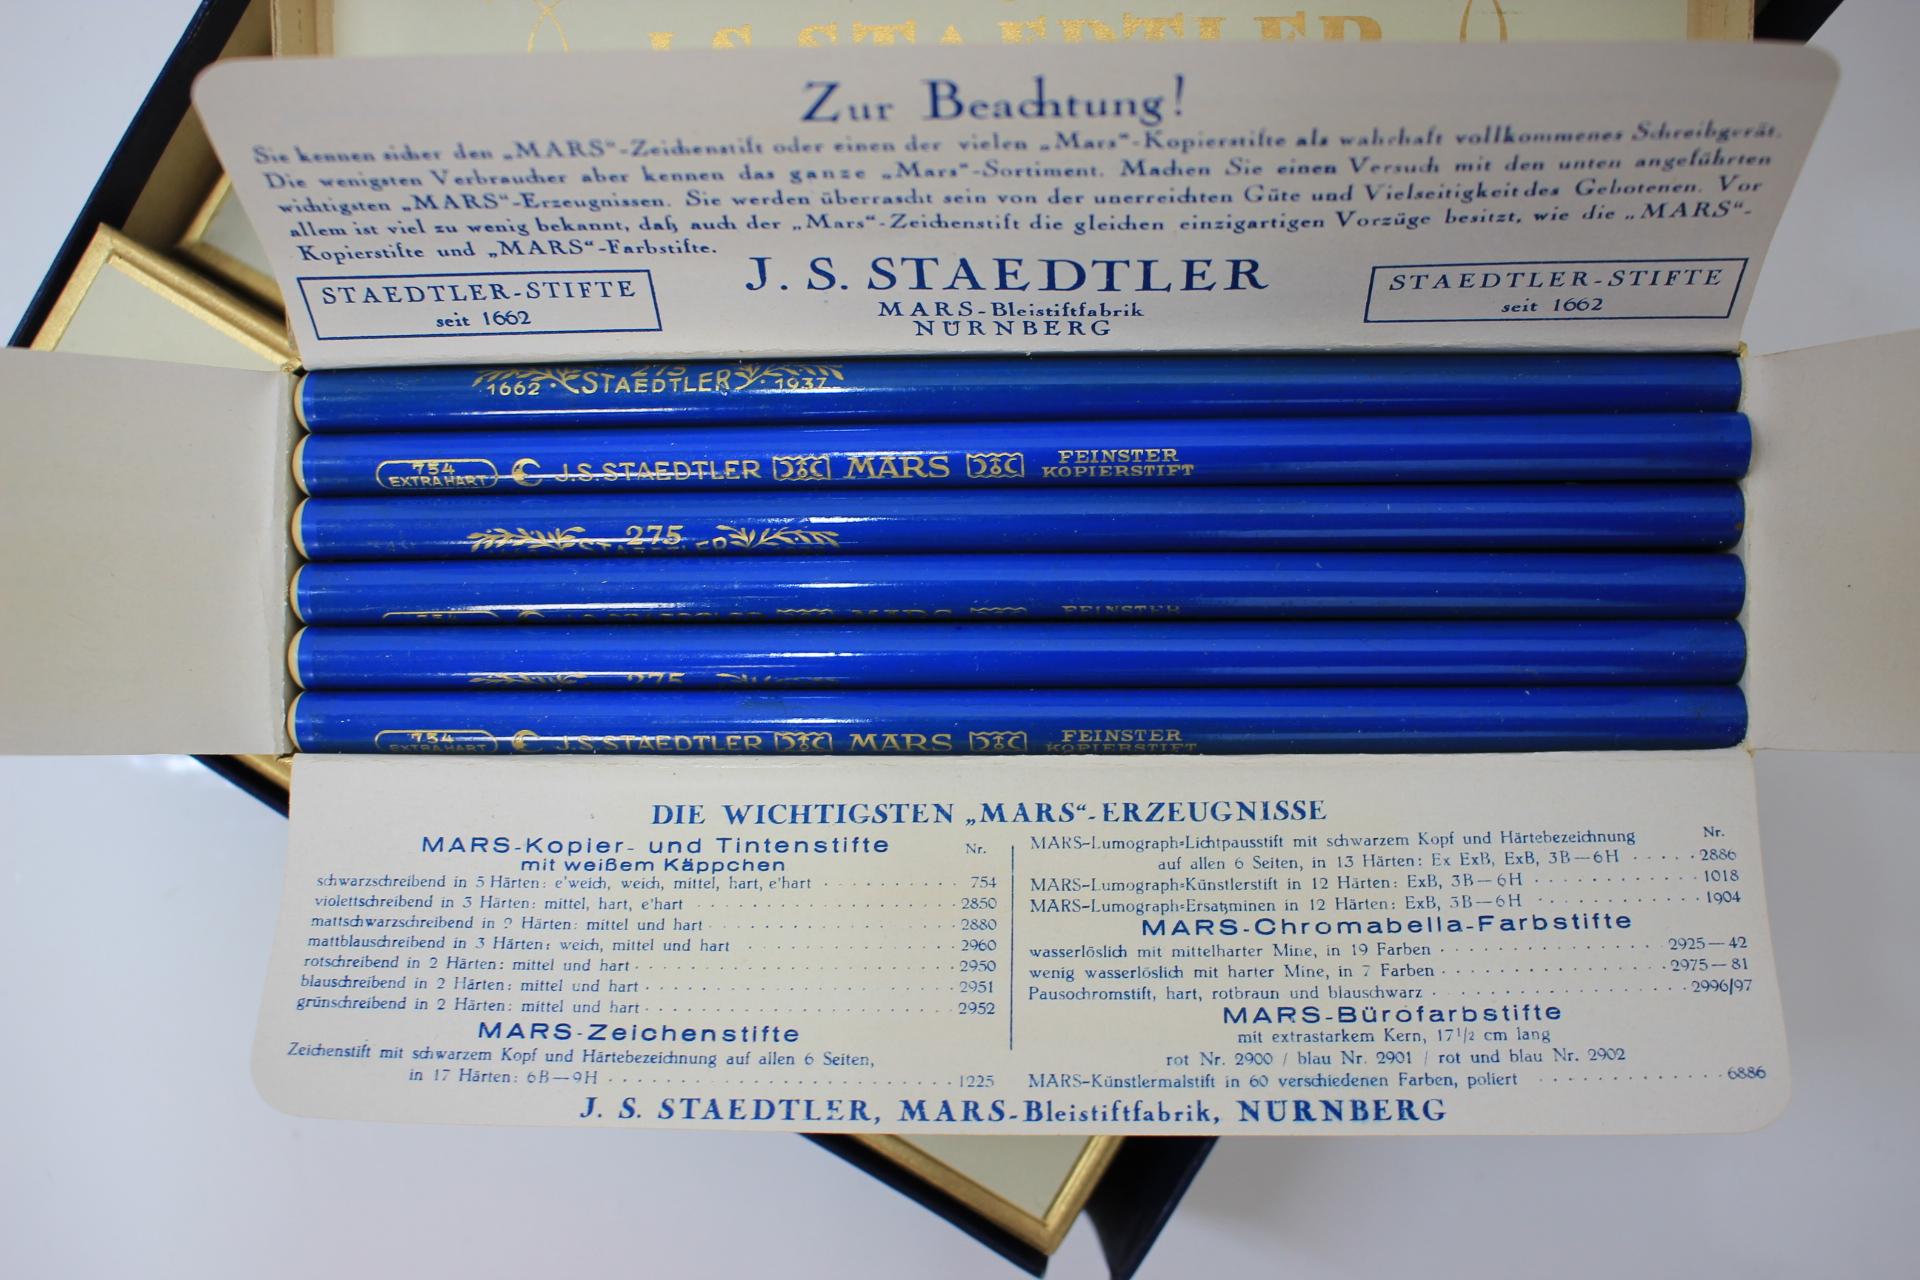 J. S. STAEDTLER
Zur Beachtung!
Sie kennen sicher den „MARS“-Zeichenstift oder einen der vielen „Mars“-Kopierstifte als wahrhaft vollkommenes Schreibgerät.
Die wenigsten Verbraucher aber kennen das ganze „Mars“-Sortiment. Machen Sie einen Versuch mit den unten angeführten
wichtigsten „MARS“-Erzeugnissen. Sie werden überrascht sein von der unerreichten Güte und Vielseitigkeit des Gebotenen. Vor
allem ist viel zu wenig bekannt, daß auch der „Mars“-Zeichenstift die gleichen einzigartigen Vorzüge besitzt, wie die „MARS“-
Kopierstifte und „MARS“-Farbstifte.
STAEDTLER-STIFTE
seit 1662
J. S. STAEDTLER
MARS-Bleistiftfabrik
NÜRNBERG
STAEDTLER-STIFTE
seit 1662
275
1662 · STAEDTLER · 1937
754
EXTRA HART
J.S. STAEDTLER MARS
FEINSTER
KOPIERSTIFT
275
STAEDTLER
754
J.S. STAEDTLER MARS FEINSTER
275
754
EXTRA HART
J.S. STAEDTLER MARS
FEINSTER
KOPIERSTIFT
DIE WICHTIGSTEN „MARS“-ERZEUGNISSE
MARS-Kopier- und Tintenstifte
mit weißem Käppchen
Nr.
schwarzschreibend in 5 Härten: e'weich, weich, mittel, hart, e'hart . . . . . . . . . . 754
violettschreibend in 3 Härten: mittel, hart, e'hart . . . . . . . . . . 2850
mattschwarzschreibend in 2 Härten: mittel und hart . . . . . . . . . . 2880
mattblauschreibend in 3 Härten: weich, mittel und hart . . . . . . . . . . 2960
rotschreibend in 2 Härten: mittel und hart . . . . . . . . . . 2950
blauschreibend in 2 Härten: mittel und hart . . . . . . . . . . 2951
grünschreibend in 2 Härten: mittel und hart . . . . . . . . . . 2952
MARS-Zeichenstifte
Zeichenstift mit schwarzem Kopf und Härtebezeichnung auf allen 6 Seiten,
in 17 Härten: 6B—9H . . . . . . . . . . 1225
Nr.
MARS-Lumograph-Lichtpausstift mit schwarzem Kopf und Härtebezeichnung
auf allen 6 Seiten, in 13 Härten: Ex ExB, ExB, 3B—6H . . . . . 2886
MARS-Lumograph-Künstlerstift in 12 Härten: ExB, 3B—6H . . . . . . . . . . 1018
MARS-Lumograph-Ersatzminen in 12 Härten: ExB, 3B—6H . . . . . . . . . . 1904
MARS-Chromabella-Farbstifte
wasserlöslich mit mittelharter Mine, in 19 Farben . . . . . . . . . . 2925—42
wenig wasserlöslich mit harter Mine, in 7 Farben . . . . . . . . . . 2975—81
Pausochromstift, hart, rotbraun und blauschwarz . . . . . . . . . . 2996/97
MARS-Bürofarbstifte
mit extrastarkem Kern, 17 1/2 cm lang
rot Nr. 2900 / blau Nr. 2901 / rot und blau Nr. 2902
MARS-Künstlermalstift in 60 verschiedenen Farben, poliert . . . . . . . . . . 6886
J. S. STAEDTLER, MARS-Bleistiftfabrik, NÜRNBERG